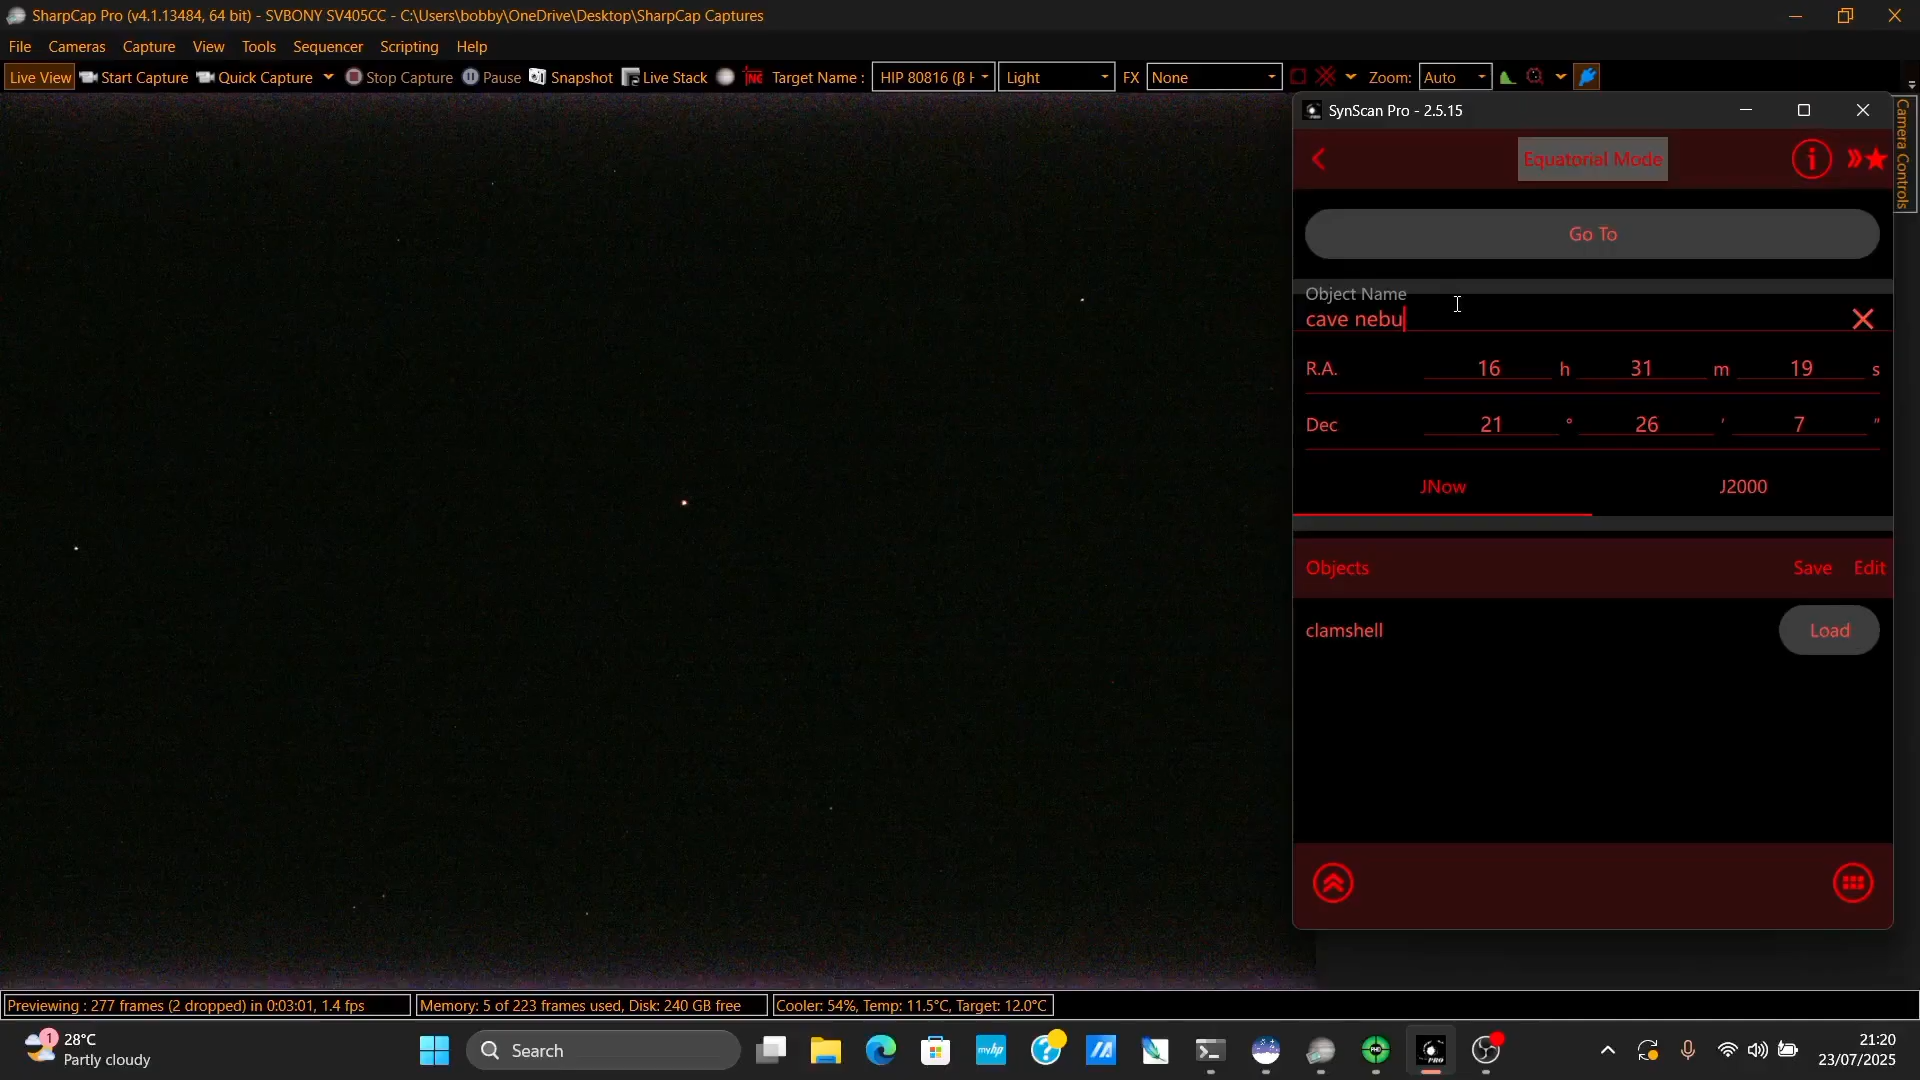 SharpCap Pro (v4.1.13484, 64 bit) - SVBONY SV405CC - C:\Users\bobby\OneDrive\Desktop\SharpCap Captures
File Cameras Capture View Tools Sequencer Scripting Help
Live View Start Capture Quick Capture Stop Capture Pause Snapshot Live Stack NC Target Name : HIP 80816 (β H Light FX None Zoom: Auto
Camera Controls
SynScan Pro - 2.5.15
Equatorial Mode
Go To
Object Name
cave nebu
R.A. 16 h 31 m 19 s
Dec 21 ° 26 ' 7 "
JNow J2000
Objects Save Edit
clamshell Load
Previewing : 277 frames (2 dropped) in 0:03:01, 1.4 fps Memory: 5 of 223 frames used, Disk: 240 GB free Cooler: 54%, Temp: 11.5°C, Target: 12.0°C
1 28°C
Partly cloudy
Search
myhp
PHD
PRO
21:20
23/07/2025